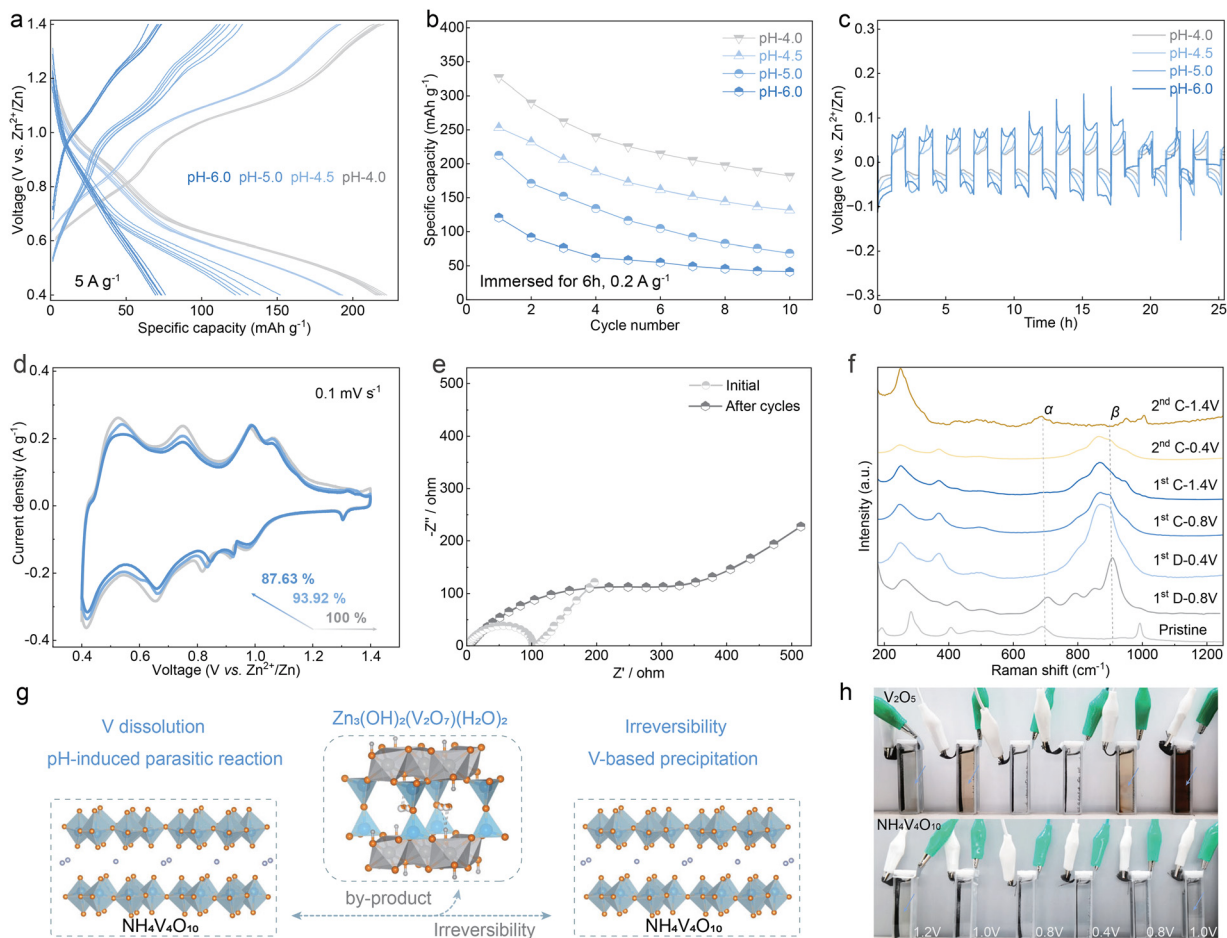 a
1.4
1.2
1.0
0.8
0.6
0.4
Voltage (V vs. Zn²⁺/Zn)
pH-6.0 pH-5.0 pH-4.5 pH-4.0
5 A g⁻¹
0 50 100 150 200
Specific capacity (mAh g⁻¹)
b
400
350
300
250
200
150
100
50
0
Specific capacity (mAh g⁻¹)
pH-4.0
pH-4.5
pH-5.0
pH-6.0
Immersed for 6h, 0.2 A g⁻¹
0 2 4 6 8 10
Cycle number
c
0.3
0.2
0.1
0.0
−0.1
−0.2
−0.3
Voltage (V vs. Zn²⁺/Zn)
pH-4.0
pH-4.5
pH-5.0
pH-6.0
0 5 10 15 20 25
Time (h)
d
0.4
0.2
0.0
-0.2
-0.4
Current density (A g⁻¹)
0.1 mV s⁻¹
87.63 %
93.92 %
100 %
0.4 0.6 0.8 1.0 1.2 1.4
Voltage (V vs. Zn²⁺/Zn)
e
500
400
300
200
100
0
-Z'' / ohm
Initial
After cycles
0 100 200 300 400 500
Z' / ohm
f
Intensity (a.u.)
α
β
2ⁿᵈ C-1.4V
2ⁿᵈ C-0.4V
1ˢᵗ C-1.4V
1ˢᵗ C-0.8V
1ˢᵗ D-0.4V
1ˢᵗ D-0.8V
Pristine
200 400 600 800 1000 1200
Raman shift (cm⁻¹)
g
V dissolution
pH-induced parasitic reaction
Zn₃(OH)₂(V₂O₇)(H₂O)₂
Irreversibility
V-based precipitation
by-product
Irreversibility
NH₄V₄O₁₀
NH₄V₄O₁₀
h
V₂O₅
NH₄V₄O₁₀
1.2V 1.0V 0.8V 0.4V 0.8V 1.0V